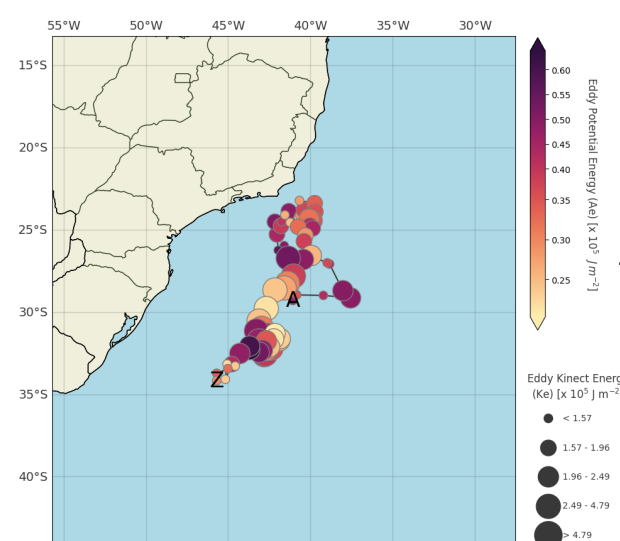 55°W 50°W 45°W 40°W 35°W 30°W
15°S
20°S
25°S
30°S
35°S
40°S
A
Z
0.60
0.55
0.50
0.45
0.40
0.35
0.30
0.25
Eddy Potential Energy (Ae) [x 10⁵ J m⁻²]
Eddy Kinect Energ
(Ke) [x 10⁵ J m⁻²
< 1.57
1.57 - 1.96
1.96 - 2.49
2.49 - 4.79
> 4.79